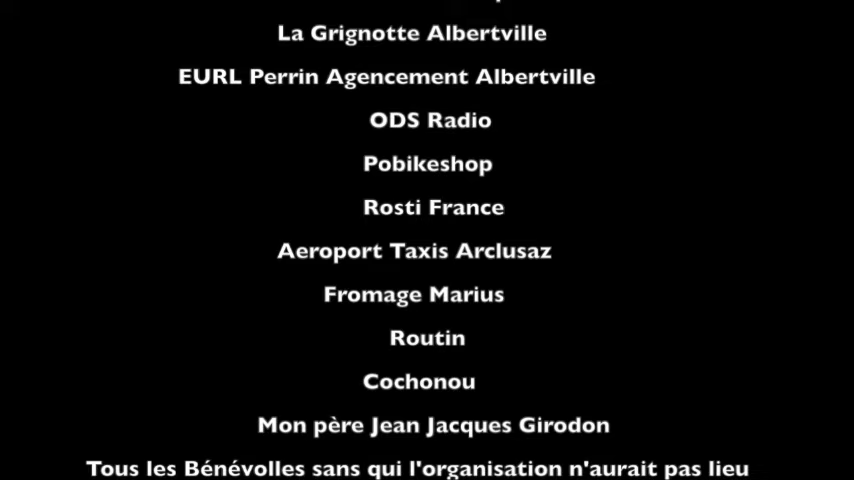 La Grignotte Albertville
EURL Perrin Agencement Albertville
ODS Radio
Pobikeshop
Rosti France
Aeroport Taxis Arclusaz
Fromage Marius
Routin
Cochonou
Mon père Jean Jacques Girodon
Tous les Bénévolles sans qui l'organisation n'aurait pas lieu